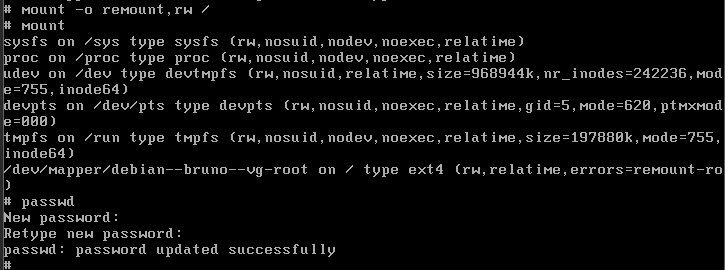 # mount -o remount,rw /
# mount
sysfs on /sys type sysfs (rw,nosuid,nodev,noexec,relatime)
proc on /proc type proc (rw,nosuid,nodev,noexec,relatime)
udev on /dev type devtmpfs (rw,nosuid,relatime,size=968944k,nr_inodes=242236,mod
e=755,inode64)
devpts on /dev/pts type devpts (rw,nosuid,noexec,relatime,gid=5,mode=620,ptmxmod
e=000)
tmpfs on /run type tmpfs (rw,nosuid,nodev,noexec,relatime,size=197880k,mode=755,
inode64)
/dev/mapper/debian--bruno--vg-root on / type ext4 (rw,relatime,errors=remount-ro
)
# passwd
New password:
Retype new password:
passwd: password updated successfully
#